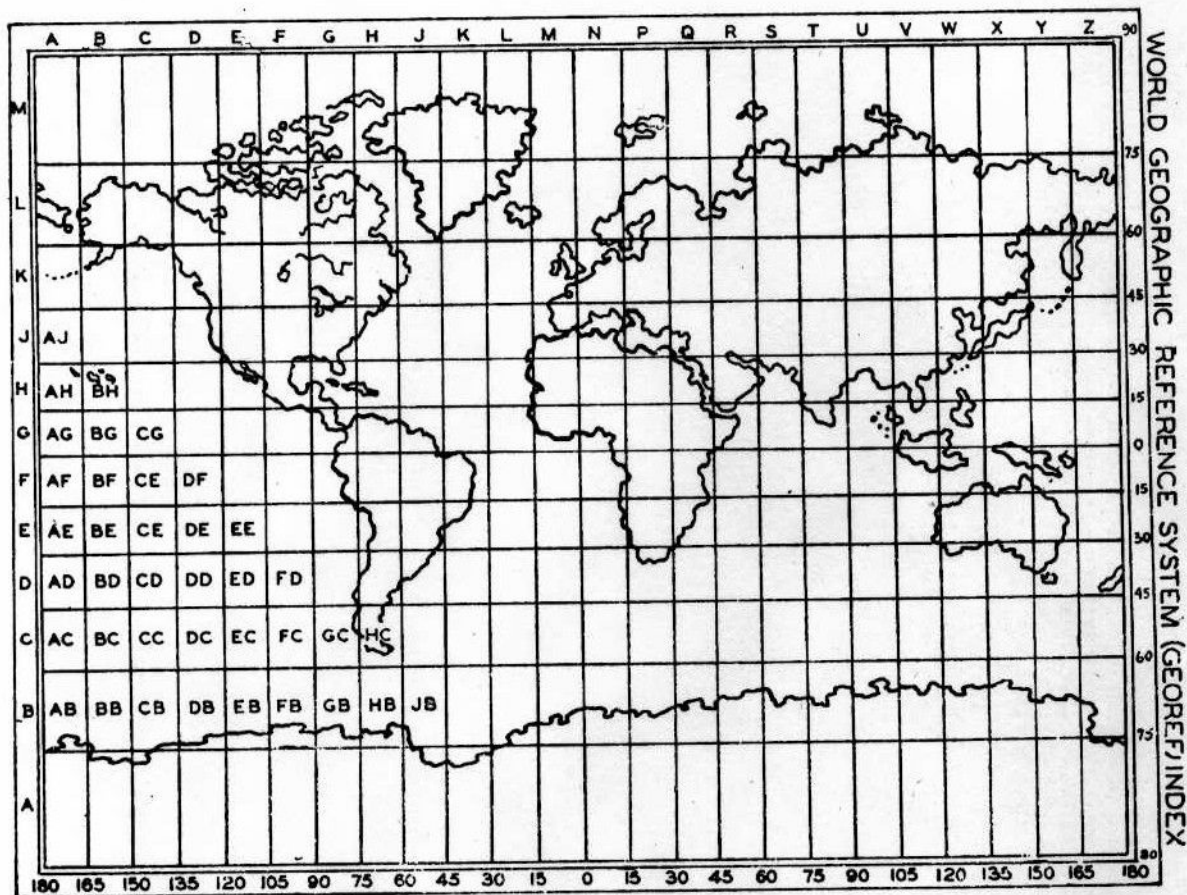 A B C D E F G H J K L M N P Q R S T U V W X Y Z 90
M
75
L
60
K
45
J AJ
30
H AH BH
15
G AG BG CG
0
F AF BF CE DF
15
E AE BE CE DE EE
30
D AD BD CD DD ED FD
45
C AC BC CC DC EC FC GC HC
60
B AB BB CB DB EB FB GB HB JB
75
A
80
180 165 150 135 120 105 90 75 60 45 30 15 0 15 30 45 60 75 90 105 120 135 150 165 180
WORLD GEOGRAPHIC REFERENCE SYSTEM (GEOREF) INDEX